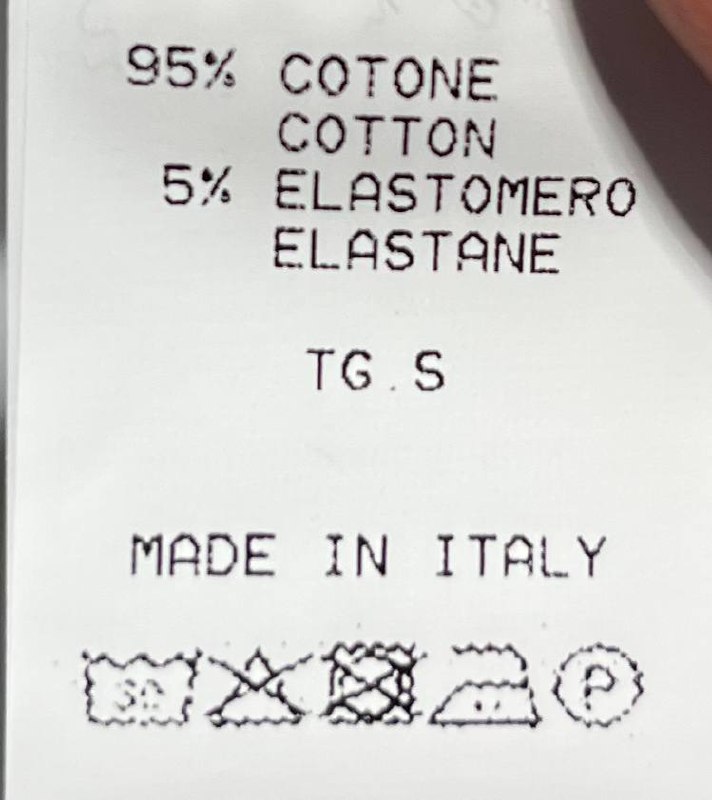 95% COTONE
COTTON
5% ELASTOMERO
ELASTANE
TG.S
MADE IN ITALY
P